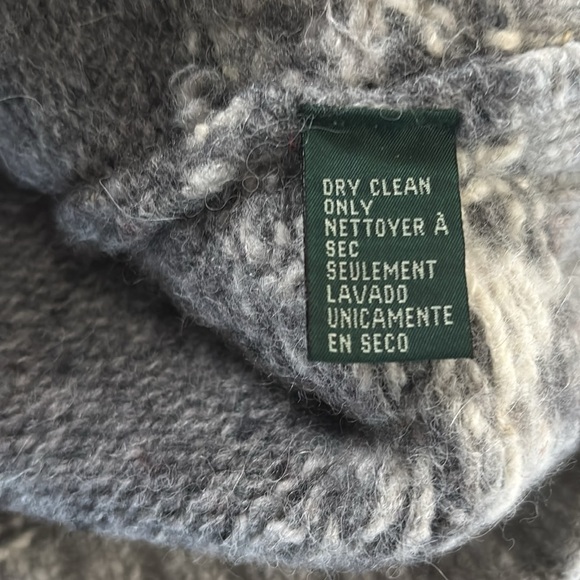 DRY CLEAN
ONLY
NETTOYER À
SEC
SEULEMENT
LAVADO
UNICAMENTE
EN SECO